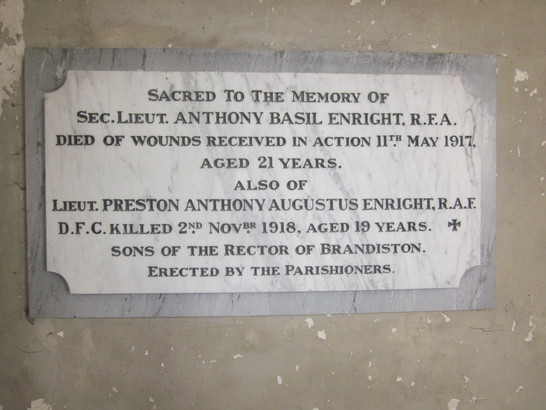 Sacred To The Memory Of
Sec. Lieut. ANTHONY BASIL ENRIGHT, R.F.A.
DIED OF WOUNDS RECEIVED IN ACTION 11TH MAY 1917,
AGED 21 YEARS.
ALSO OF
Lieut. PRESTON ANTHONY AUGUSTUS ENRIGHT, R.A.F.
D.F.C. KILLED 2ND NOVBR 1918, AGED 19 YEARS. ✠
SONS OF THE RECTOR OF BRANDISTON.
Erected by the Parishioners.